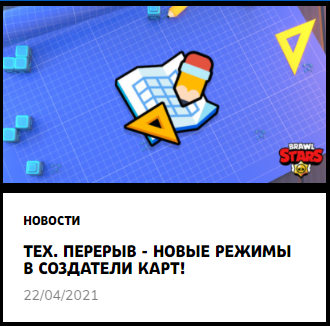 BRAWL
STARS
НОВОСТИ
ТЕХ. ПЕРЕРЫВ - НОВЫЕ РЕЖИМЫ
В СОЗДАТЕЛИ КАРТ!
22/04/2021